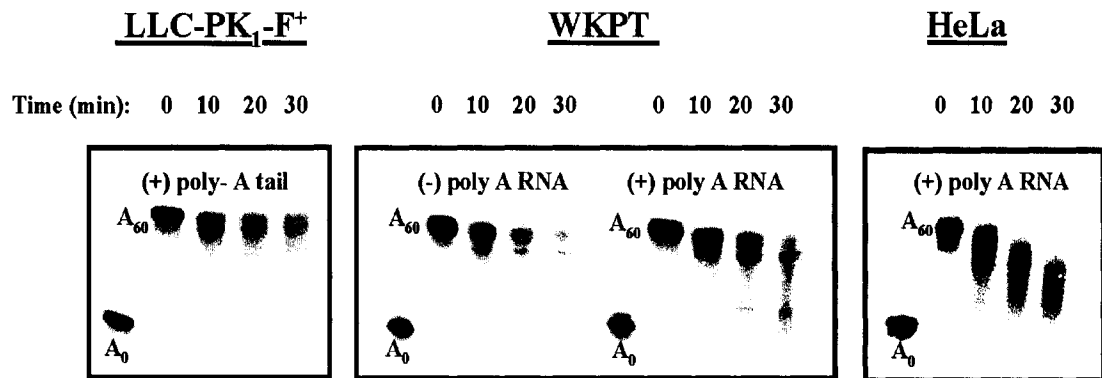 LLC-PK₁-F⁺ WKPT HeLa
Time (min): 0 10 20 30 0 10 20 30 0 10 20 30 0 10 20 30
(+) poly- A tail (-) poly A RNA (+) poly A RNA (+) poly A RNA
A₆₀ A₆₀ A₆₀ A₆₀
A₀ A₀ A₀ A₀